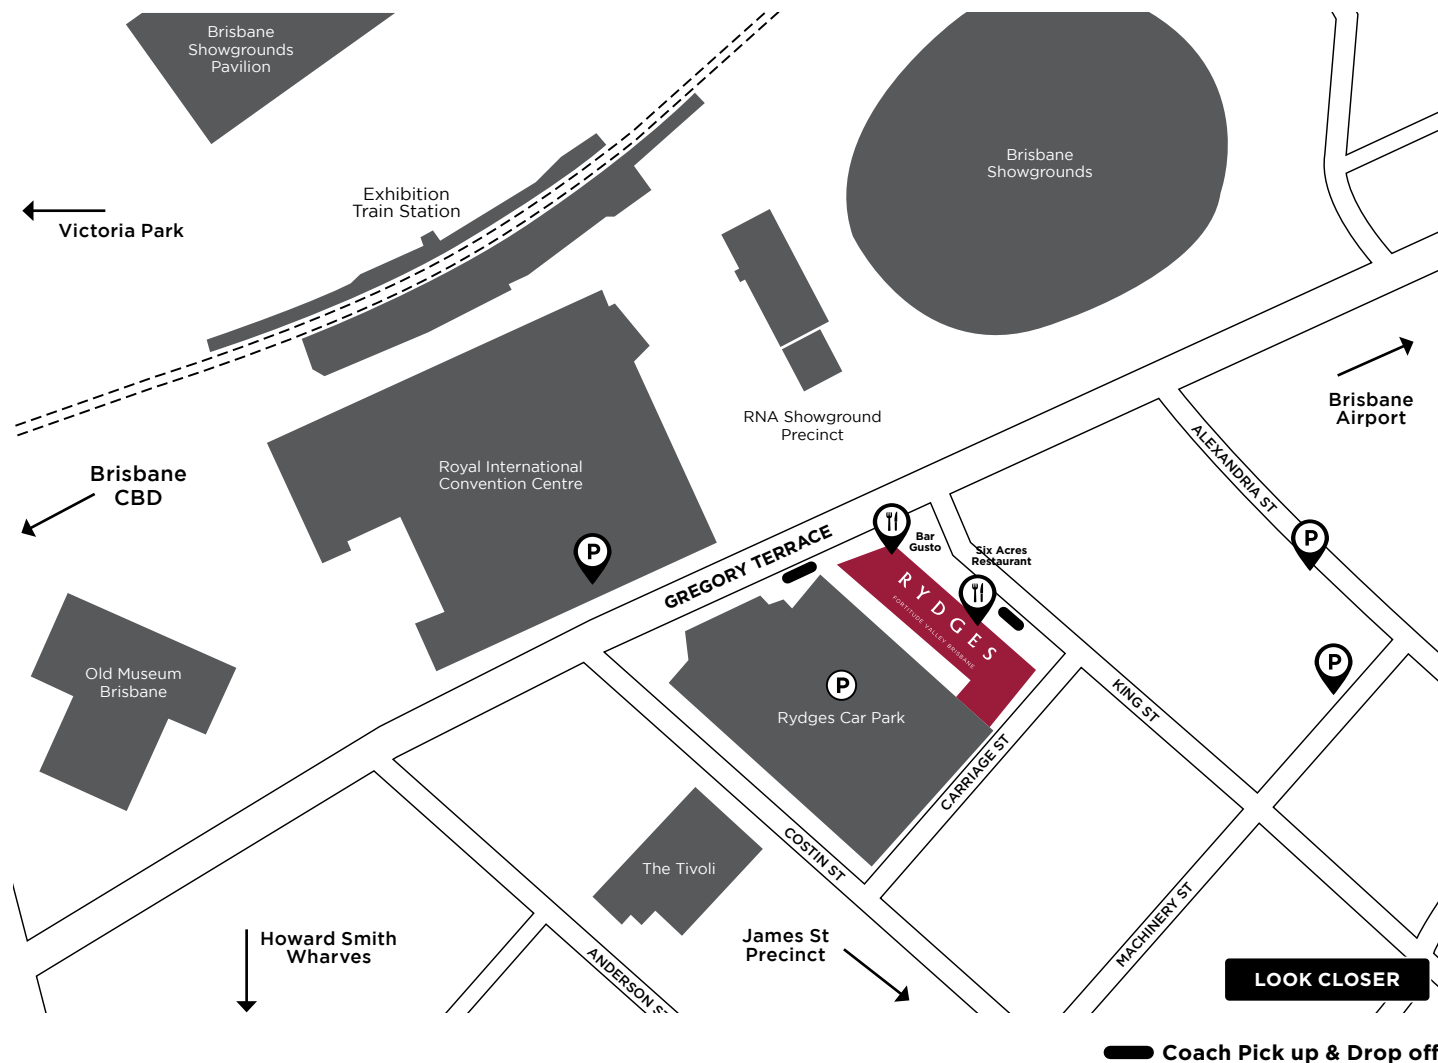 Brisbane
Showgrounds
Pavilion
Brisbane
Showgrounds
Exhibition
Train Station
Victoria Park
Brisbane
Airport
RNA Showground
Precinct
ALEXANDRIA ST
Brisbane
CBD
Royal International
Convention Centre
P
GREGORY TERRACE
Bar
Gusto
Six Acres
Restaurant
P
RYDGES
FORTITUDE VALLEY BRISBANE
Old Museum
Brisbane
P
Rydges Car Park
P
KING ST
CARRIAGE ST
COSTIN ST
The Tivoli
MACHINERY ST
Howard Smith
Wharves
James St
Precinct
ANDERSON ST
LOOK CLOSER
Coach Pick up & Drop off